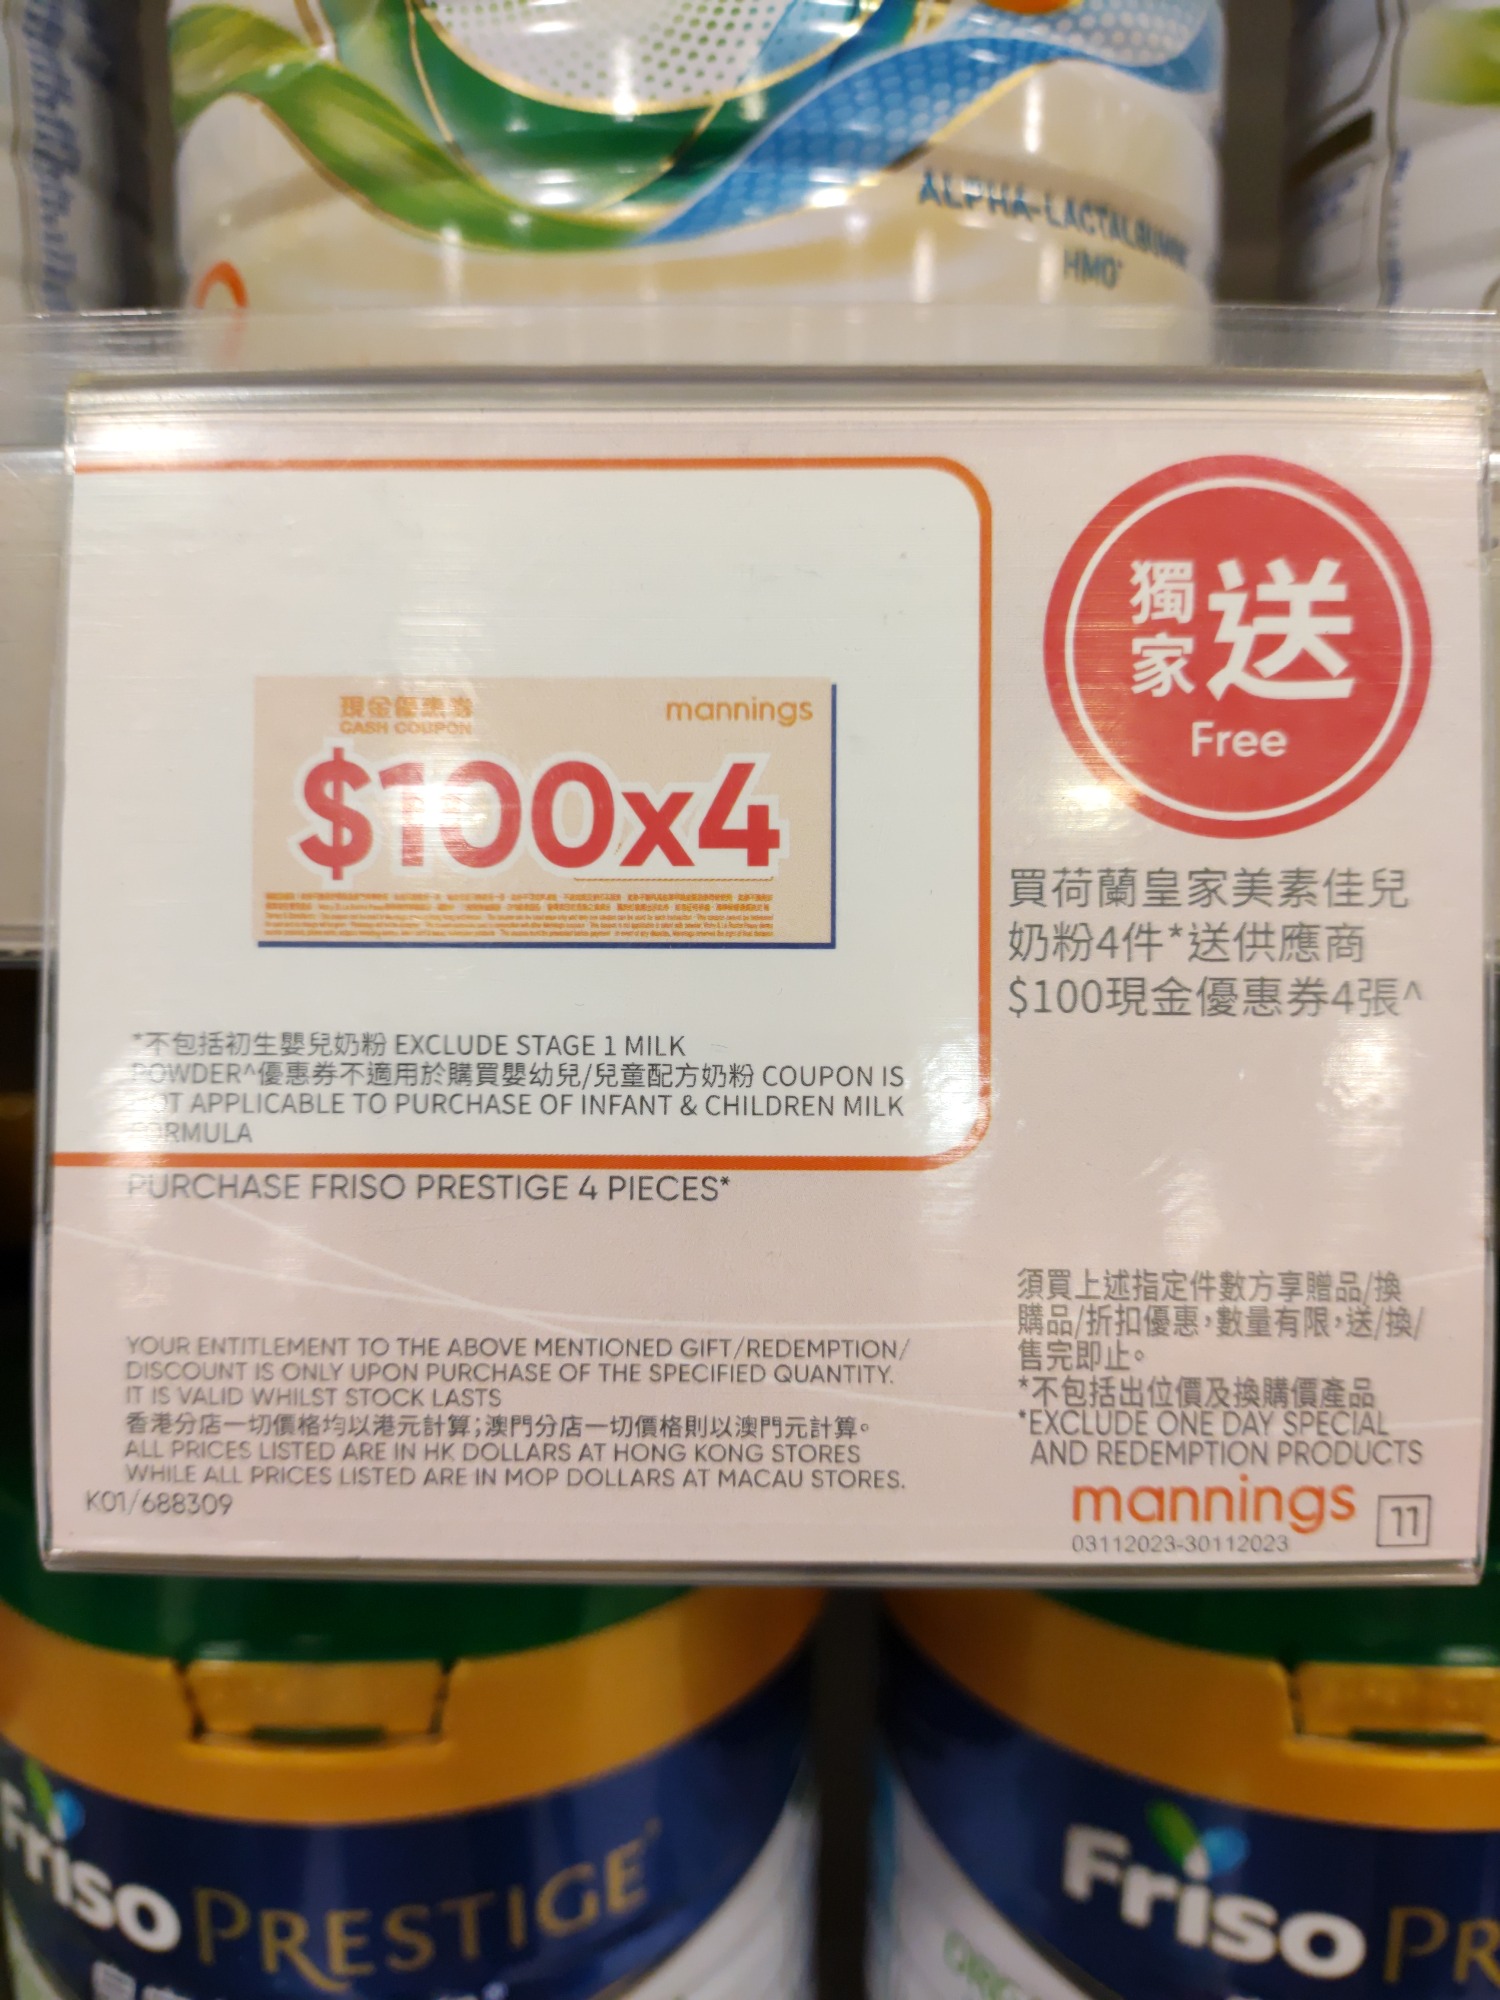 ALPHA-LACTALBUMIN
HMO
獨家送
Free
現金優惠券
CASH COUPON
mannings
$100x4
買荷蘭皇家美素佳兒
奶粉4件*送供應商
$100現金優惠券4張^
*不包括初生嬰兒奶粉 EXCLUDE STAGE 1 MILK
POWDER^優惠券不適用於購買嬰幼兒/兒童配方奶粉 COUPON IS
NOT APPLICABLE TO PURCHASE OF INFANT & CHILDREN MILK
FORMULA
PURCHASE FRISO PRESTIGE 4 PIECES*
YOUR ENTITLEMENT TO THE ABOVE MENTIONED GIFT/REDEMPTION/
DISCOUNT IS ONLY UPON PURCHASE OF THE SPECIFIED QUANTITY.
IT IS VALID WHILST STOCK LASTS
香港分店一切價格均以港元計算;澳門分店一切價格則以澳門元計算。
ALL PRICES LISTED ARE IN HK DOLLARS AT HONG KONG STORES
WHILE ALL PRICES LISTED ARE IN MOP DOLLARS AT MACAU STORES.
K01/688309
須買上述指定件數方享贈品/換
購品/折扣優惠,數量有限,送/換/
售完即止。
*不包括出位價及換購價產品
*EXCLUDE ONE DAY SPECIAL
AND REDEMPTION PRODUCTS
mannings
03112023-30112023
11
Friso PRESTIGE
Friso PR